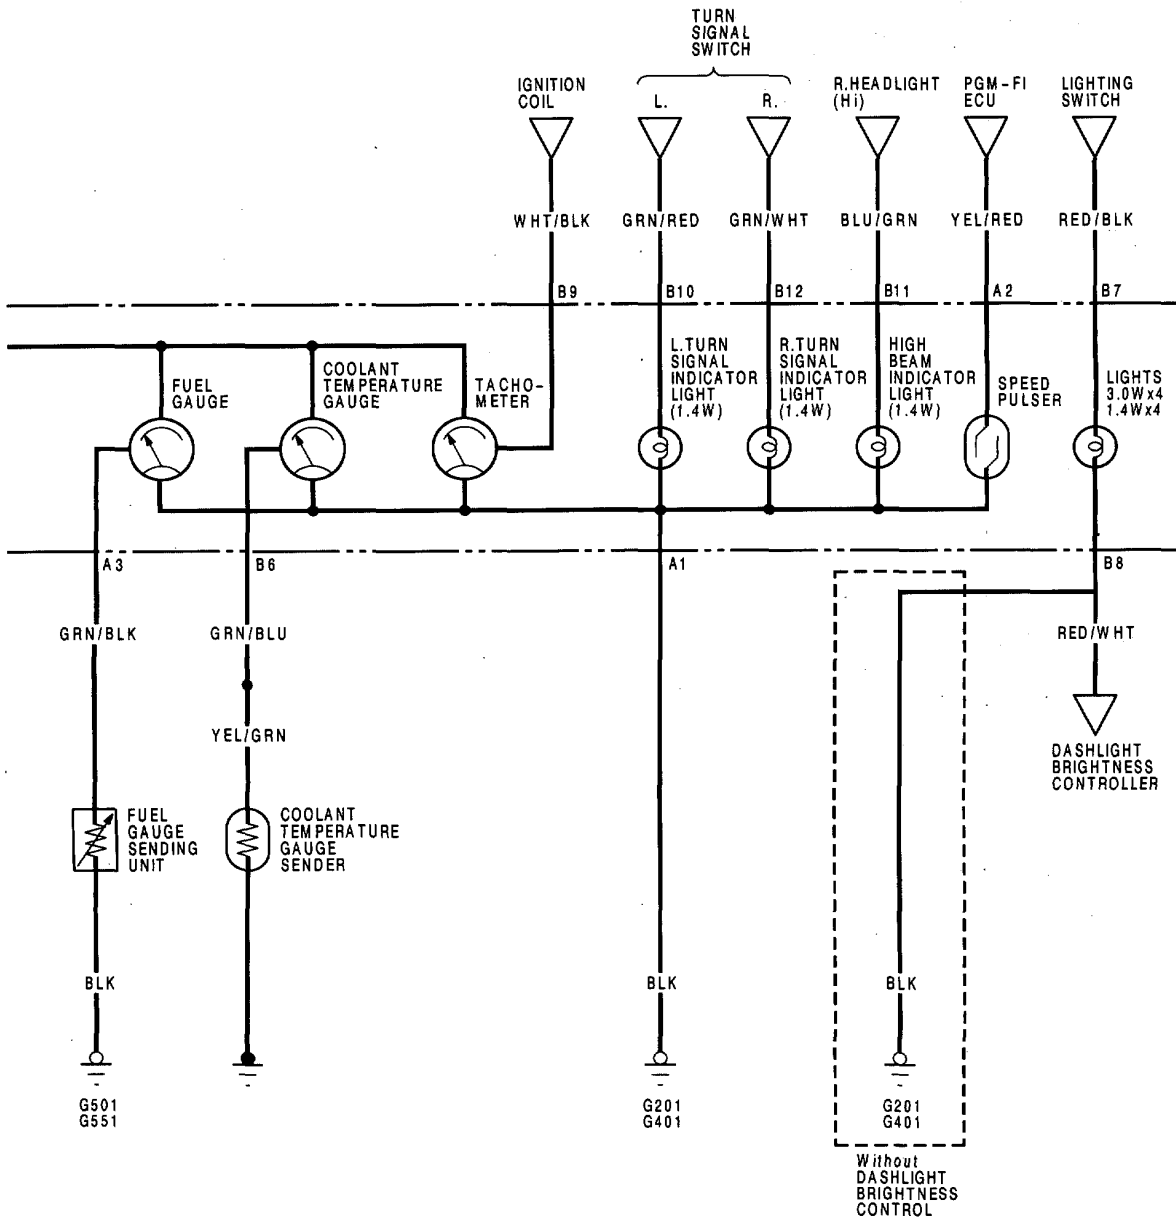 TURN
SIGNAL
SWITCH
IGNITION
COIL
L.
R.
R.HEADLIGHT
(Hi)
PGM-FI
ECU
LIGHTING
SWITCH
WHT/BLK
GRN/RED
GRN/WHT
BLU/GRN
YEL/RED
RED/BLK
B9
B10
B12
B11
A2
B7
FUEL
GAUGE
COOLANT
TEMPERATURE
GAUGE
TACHO-
METER
L.TURN
SIGNAL
INDICATOR
LIGHT
(1.4W)
R.TURN
SIGNAL
INDICATOR
LIGHT
(1.4W)
HIGH
BEAM
INDICATOR
LIGHT
(1.4W)
SPEED
PULSER
LIGHTS
3.0Wx4
1.4Wx4
A3
B6
A1
B8
GRN/BLK
GRN/BLU
RED/WHT
YEL/GRN
DASHLIGHT
BRIGHTNESS
CONTROLLER
FUEL
GAUGE
SENDING
UNIT
COOLANT
TEMPERATURE
GAUGE
SENDER
BLK
BLK
BLK
G501
G551
G201
G401
G201
G401
Without
DASHLIGHT
BRIGHTNESS
CONTROL